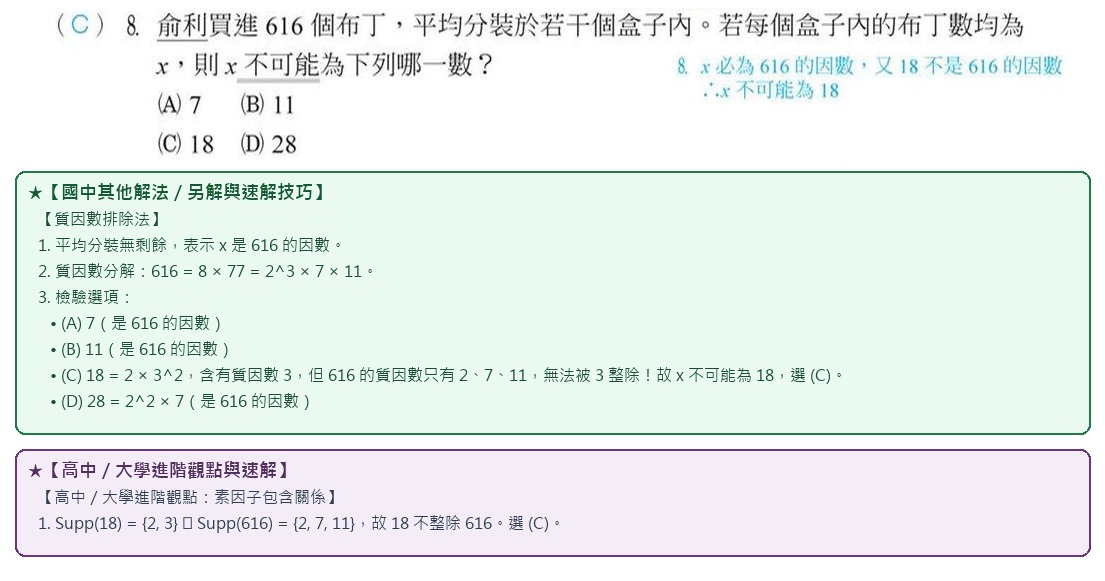 （C）8. 俞利買進 616 個布丁，平均分裝於若干個盒子內。若每個盒子內的布丁數均為
x，則 x 不可能為下列哪一數？
(A) 7 (B) 11
(C) 18 (D) 28
8. x 必為 616 的因數，又 18 不是 616 的因數
∴x 不可能為 18
★【國中其他解法 / 另解與速解技巧】
【質因數排除法】
1. 平均分裝無剩餘，表示 x 是 616 的因數。
2. 質因數分解：616 = 8 × 77 = 2^3 × 7 × 11。
3. 檢驗選項：
• (A) 7（是 616 的因數）
• (B) 11（是 616 的因數）
• (C) 18 = 2 × 3^2，含有質因數 3，但 616 的質因數只有 2、7、11，無法被 3 整除！故 x 不可能為 18，選 (C)。
• (D) 28 = 2^2 × 7（是 616 的因數）
★【高中 / 大學進階觀點與速解】
【高中 / 大學進階觀點：素因子包含關係】
1. Supp(18) = {2, 3} □ Supp(616) = {2, 7, 11}，故 18 不整除 616。選 (C)。